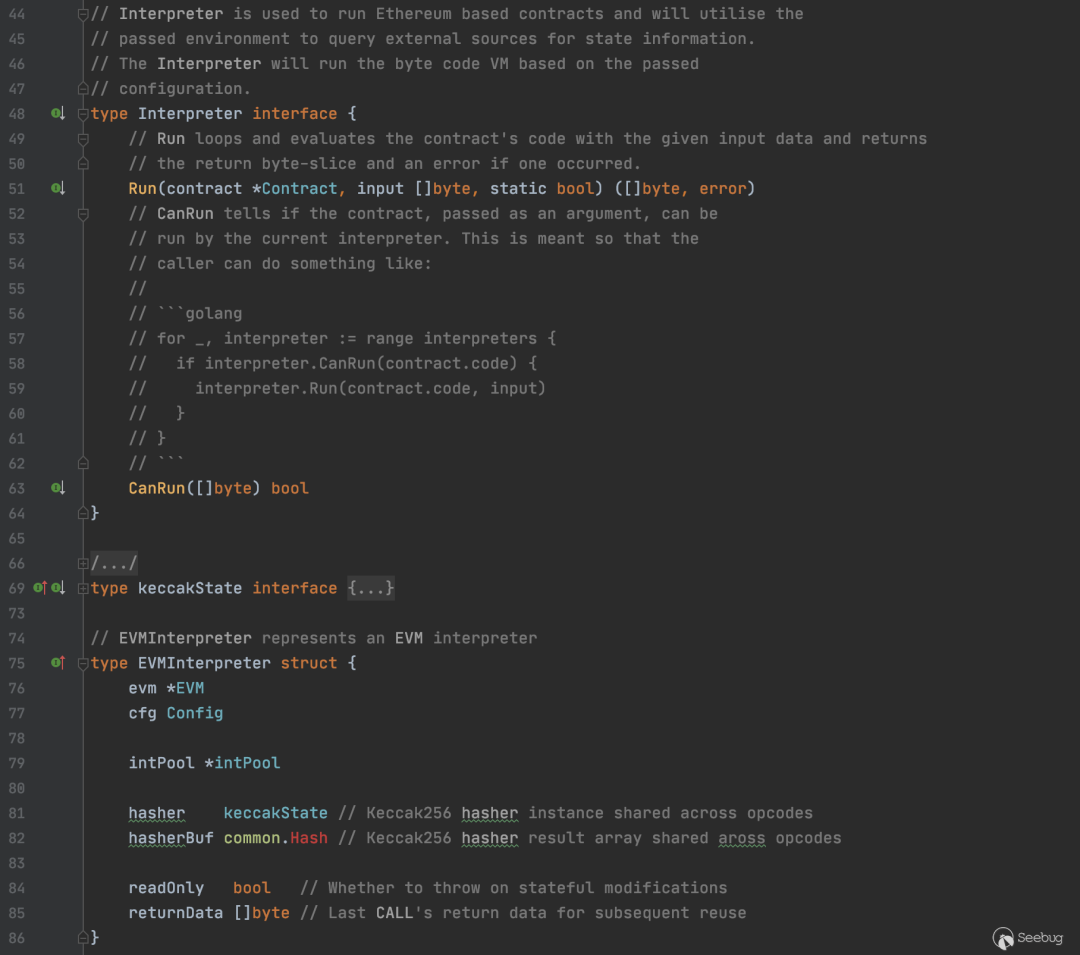 44 // Interpreter is used to run Ethereum based contracts and will utilise the
45 // passed environment to query external sources for state information.
46 // The Interpreter will run the byte code VM based on the passed
47 // configuration.
48 type Interpreter interface {
49     // Run loops and evaluates the contract's code with the given input data and returns
50     // the return byte-slice and an error if one occurred.
51     Run(contract *Contract, input []byte, static bool) ([]byte, error)
52     // CanRun tells if the contract, passed as an argument, can be
53     // run by the current interpreter. This is meant so that the
54     // caller can do something like:
55     //
56     // ```golang
57     // for _, interpreter := range interpreters {
58     //   if interpreter.CanRun(contract.code) {
59     //     interpreter.Run(contract.code, input)
60     //   }
61     // }
62     // ```
63     CanRun([]byte) bool
64 }
65
66 /.../
69 type keccakState interface {...}
73
74 // EVMInterpreter represents an EVM interpreter
75 type EVMInterpreter struct {
76     evm *EVM
77     cfg Config
78
79     intPool *intPool
80
81     hasher    keccakState // Keccak256 hasher instance shared across opcodes
82     hasherBuf common.Hash // Keccak256 hasher result array shared aross opcodes
83
84     readOnly   bool   // Whether to throw on stateful modifications
85     returnData []byte // Last CALL's return data for subsequent reuse
86 }
Seebug